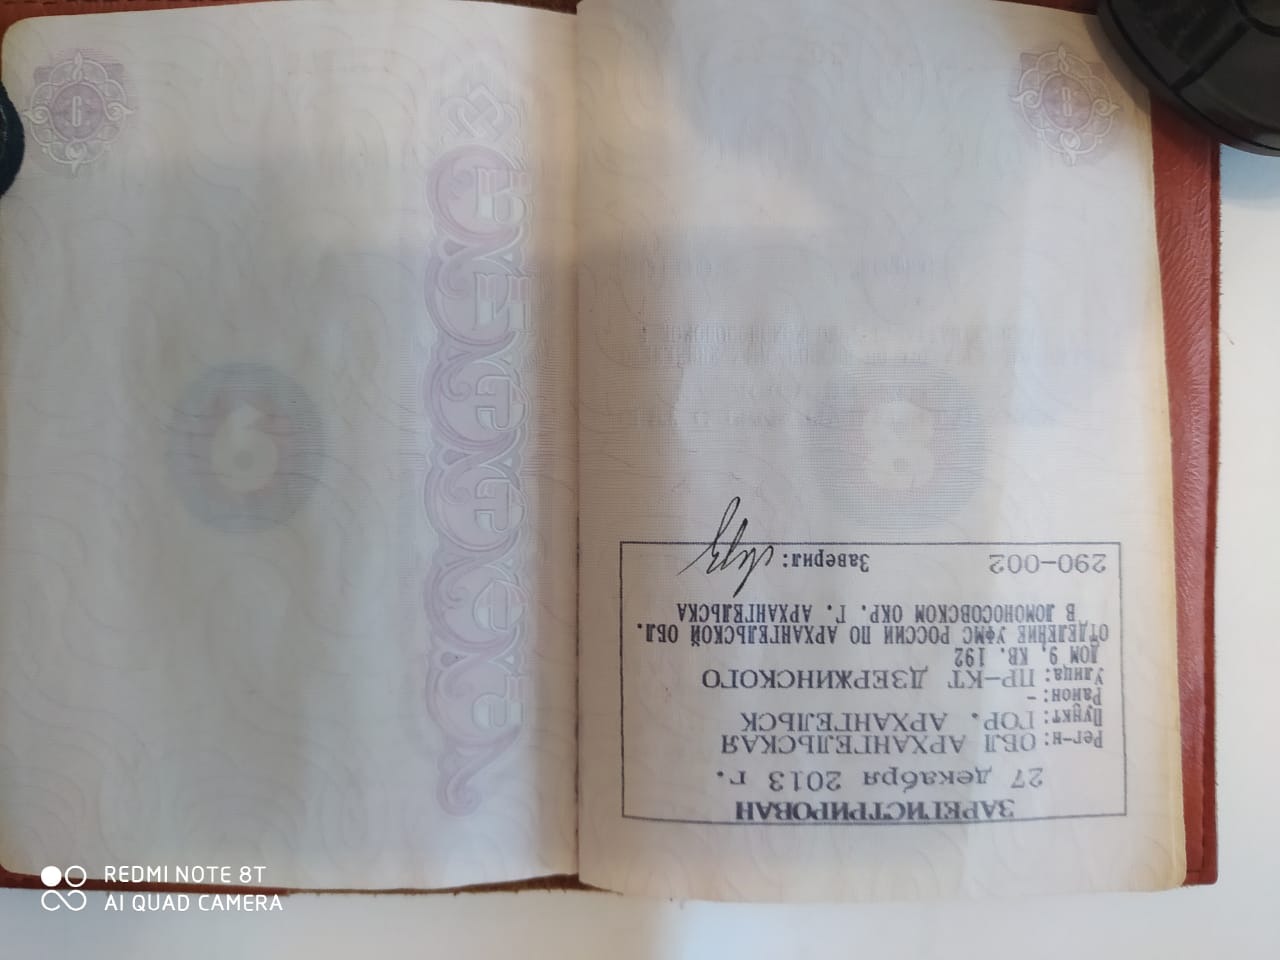 ЗАРЕГИСТРИРОВАН
27 декабря 2013 г.
Рег-н: ОБЛ АРХАНГЕЛЬСКАЯ
Пункт: ГОР. АРХАНГЕЛЬСК
Район: -
Улица: ПР-КТ ДЗЕРЖИНСКОГО
ДОМ 9, КВ. 192
ОТДЕЛЕНИЕ УФМС РОССИИ ПО АРХАНГЕЛЬСКОЙ ОБЛ.
В ЛОМОНОСОВСКОМ ОКР. Г. АРХАНГЕЛЬСКА
290-002 Заверил:
8
8
REDMI NOTE 8T
AI QUAD CAMERA